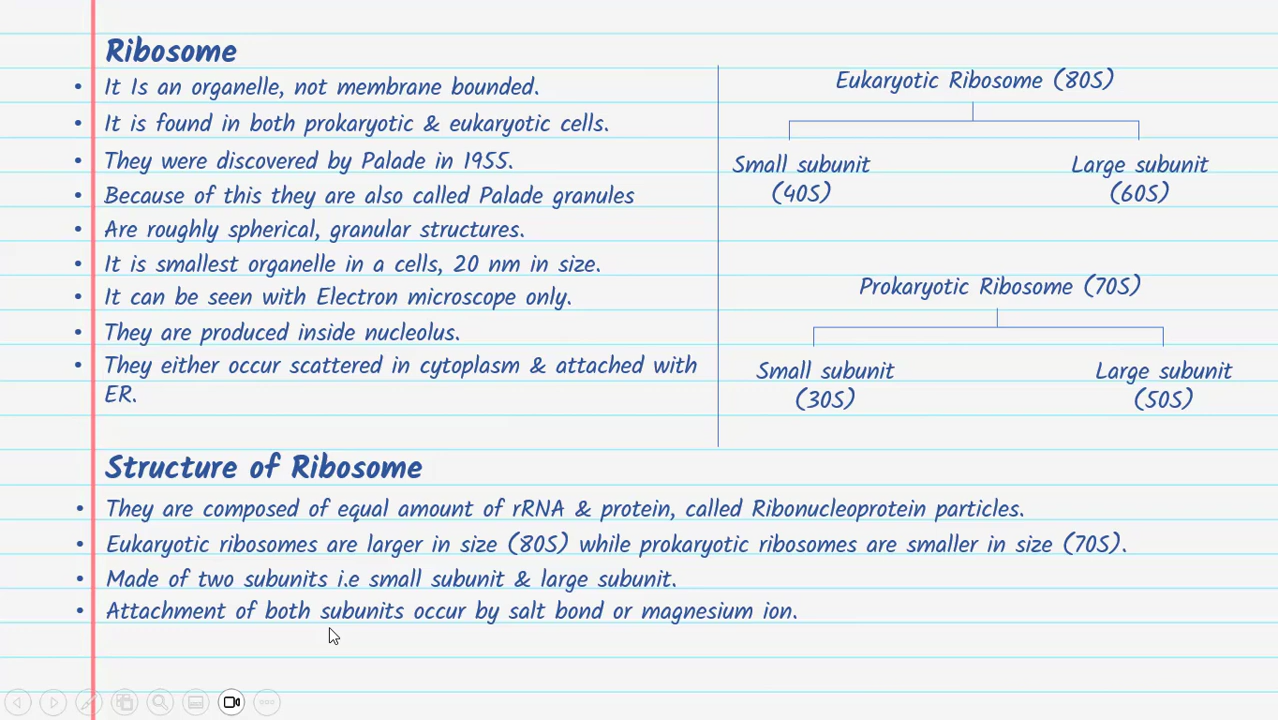 Ribosome
• It Is an organelle, not membrane bounded.
• It is found in both prokaryotic & eukaryotic cells.
• They were discovered by Palade in 1955.
• Because of this they are also called Palade granules
• Are roughly spherical, granular structures.
• It is smallest organelle in a cells, 20 nm in size.
• It can be seen with Electron microscope only.
• They are produced inside nucleolus.
• They either occur scattered in cytoplasm & attached with
ER.
Eukaryotic Ribosome (80S)
Small subunit
(40S)
Large subunit
(60S)
Prokaryotic Ribosome (70S)
Small subunit
(30S)
Large subunit
(50S)
Structure of Ribosome
• They are composed of equal amount of rRNA & protein, called Ribonucleoprotein particles.
• Eukaryotic ribosomes are larger in size (80S) while prokaryotic ribosomes are smaller in size (70S).
• Made of two subunits i.e small subunit & large subunit.
• Attachment of both subunits occur by salt bond or magnesium ion.